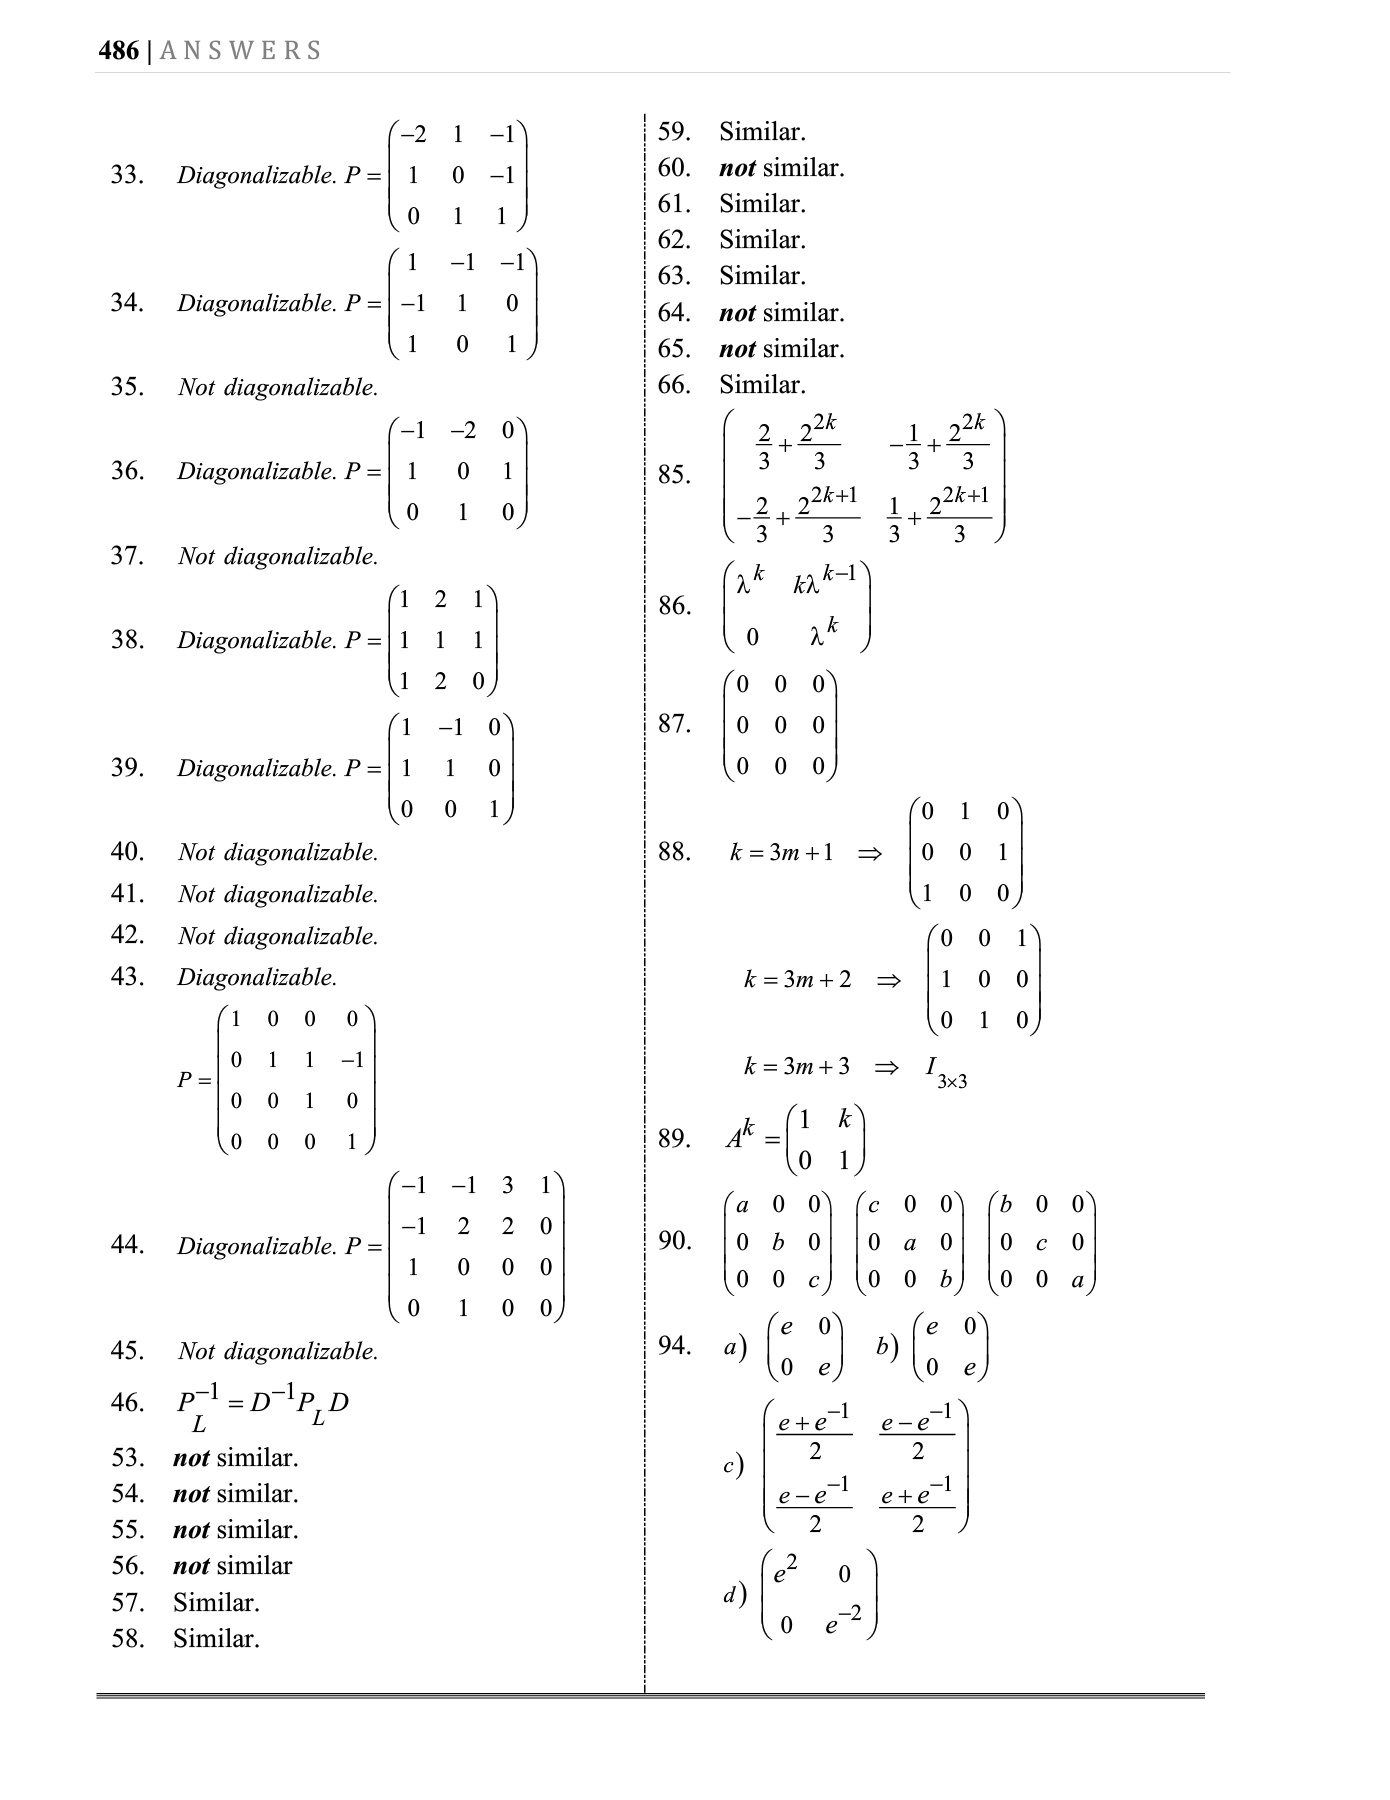 486 | ANSWERS
33. Diagonalizable. P = \begin{pmatrix} -2 & 1 & -1 \\ 1 & 0 & -1 \\ 0 & 1 & 1 \end{pmatrix}
34. Diagonalizable. P = \begin{pmatrix} 1 & -1 & -1 \\ -1 & 1 & 0 \\ 1 & 0 & 1 \end{pmatrix}
35. Not diagonalizable.
36. Diagonalizable. P = \begin{pmatrix} -1 & -2 & 0 \\ 1 & 0 & 1 \\ 0 & 1 & 0 \end{pmatrix}
37. Not diagonalizable.
38. Diagonalizable. P = \begin{pmatrix} 1 & 2 & 1 \\ 1 & 1 & 1 \\ 1 & 2 & 0 \end{pmatrix}
39. Diagonalizable. P = \begin{pmatrix} 1 & -1 & 0 \\ 1 & 1 & 0 \\ 0 & 0 & 1 \end{pmatrix}
40. Not diagonalizable.
41. Not diagonalizable.
42. Not diagonalizable.
43. Diagonalizable.
P = \begin{pmatrix} 1 & 0 & 0 & 0 \\ 0 & 1 & 1 & -1 \\ 0 & 0 & 1 & 0 \\ 0 & 0 & 0 & 1 \end{pmatrix}
44. Diagonalizable. P = \begin{pmatrix} -1 & -1 & 3 & 1 \\ -1 & 2 & 2 & 0 \\ 1 & 0 & 0 & 0 \\ 0 & 1 & 0 & 0 \end{pmatrix}
45. Not diagonalizable.
46. P_L^{-1} = D^{-1} P_L D
53. not similar.
54. not similar.
55. not similar.
56. not similar
57. Similar.
58. Similar.
59. Similar.
60. not similar.
61. Similar.
62. Similar.
63. Similar.
64. not similar.
65. not similar.
66. Similar.
85. \begin{pmatrix} \frac{2}{3}+\frac{2^{2k}}{3} & -\frac{1}{3}+\frac{2^{2k}}{3} \\ -\frac{2}{3}+\frac{2^{2k+1}}{3} & \frac{1}{3}+\frac{2^{2k+1}}{3} \end{pmatrix}
86. \begin{pmatrix} λ^k & kλ^{k-1} \\ 0 & λ^k \end{pmatrix}
87. \begin{pmatrix} 0 & 0 & 0 \\ 0 & 0 & 0 \\ 0 & 0 & 0 \end{pmatrix}
88. k = 3m + 1 ⇒ \begin{pmatrix} 0 & 1 & 0 \\ 0 & 0 & 1 \\ 1 & 0 & 0 \end{pmatrix}
k = 3m + 2 ⇒ \begin{pmatrix} 0 & 0 & 1 \\ 1 & 0 & 0 \\ 0 & 1 & 0 \end{pmatrix}
k = 3m + 3 ⇒ I_{3×3}
89. A^k = \begin{pmatrix} 1 & k \\ 0 & 1 \end{pmatrix}
90. \begin{pmatrix} a & 0 & 0 \\ 0 & b & 0 \\ 0 & 0 & c \end{pmatrix} \begin{pmatrix} c & 0 & 0 \\ 0 & a & 0 \\ 0 & 0 & b \end{pmatrix} \begin{pmatrix} b & 0 & 0 \\ 0 & c & 0 \\ 0 & 0 & a \end{pmatrix}
94. a) \begin{pmatrix} e & 0 \\ 0 & e \end{pmatrix} b) \begin{pmatrix} e & 0 \\ 0 & e \end{pmatrix}
c) \begin{pmatrix} \frac{e+e^{-1}}{2} & \frac{e-e^{-1}}{2} \\ \frac{e-e^{-1}}{2} & \frac{e+e^{-1}}{2} \end{pmatrix}
d) \begin{pmatrix} e^2 & 0 \\ 0 & e^{-2} \end{pmatrix}